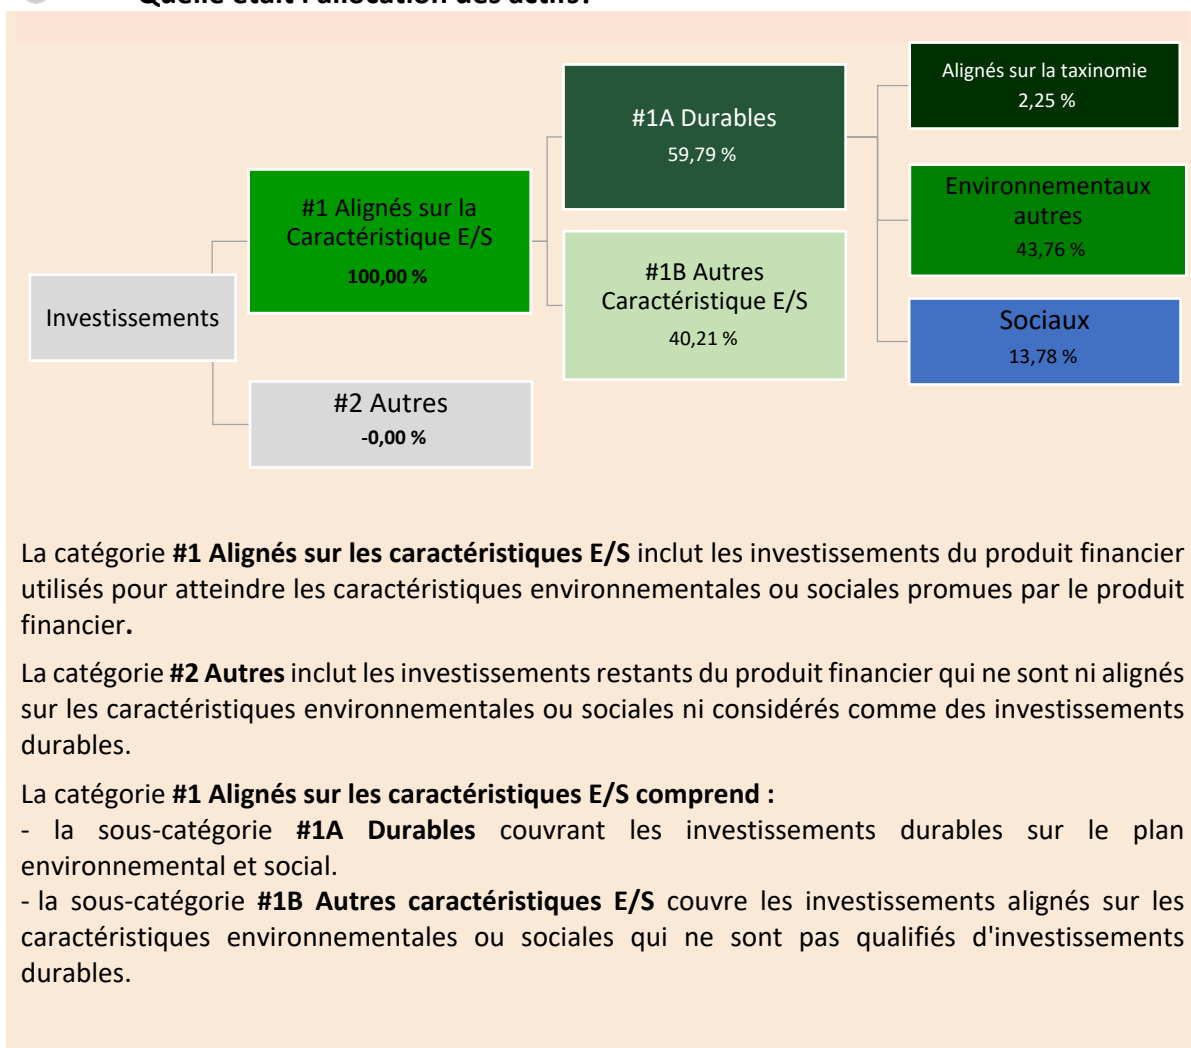 Quelle était l'allocation des actifs?
Alignés sur la taxinomie
2,25 %
#1A Durables
59,79 %
Environnementaux
autres
43,76 %
#1 Alignés sur la
Caractéristique E/S
100,00 %
#1B Autres
Caractéristique E/S
40,21 %
Investissements
Sociaux
13,78 %
#2 Autres
-0,00 %
La catégorie #1 Alignés sur les caractéristiques E/S inclut les investissements du produit financier
utilisés pour atteindre les caractéristiques environnementales ou sociales promues par le produit
financier.
La catégorie #2 Autres inclut les investissements restants du produit financier qui ne sont ni alignés
sur les caractéristiques environnementales ou sociales ni considérés comme des investissements
durables.
La catégorie #1 Alignés sur les caractéristiques E/S comprend :
- la sous-catégorie #1A Durables couvrant les investissements durables sur le plan
environnemental et social.
- la sous-catégorie #1B Autres caractéristiques E/S couvre les investissements alignés sur les
caractéristiques environnementales ou sociales qui ne sont pas qualifiés d'investissements
durables.